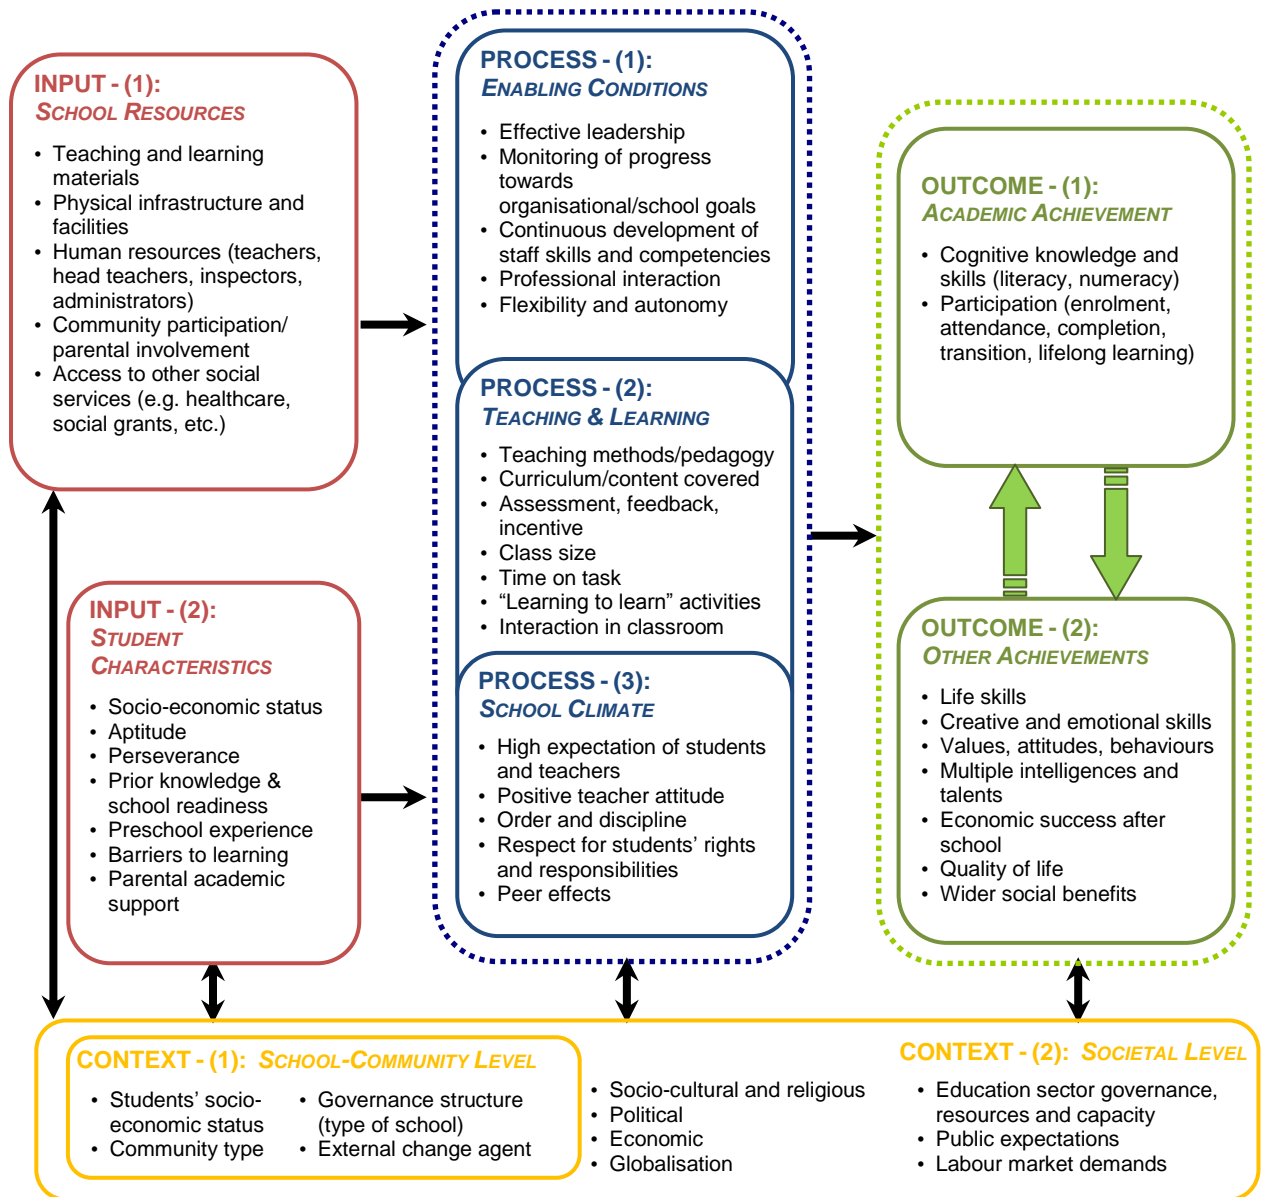 INPUT - (1):
SCHOOL RESOURCES
• Teaching and learning
materials
• Physical infrastructure and
facilities
• Human resources (teachers,
head teachers, inspectors,
administrators)
• Community participation/
parental involvement
• Access to other social
services (e.g. healthcare,
social grants, etc.)
INPUT - (2):
STUDENT
CHARACTERISTICS
• Socio-economic status
• Aptitude
• Perseverance
• Prior knowledge &
school readiness
• Preschool experience
• Barriers to learning
• Parental academic
support
PROCESS - (1):
ENABLING CONDITIONS
• Effective leadership
• Monitoring of progress
towards
organisational/school goals
• Continuous development of
staff skills and competencies
• Professional interaction
• Flexibility and autonomy
PROCESS - (2):
TEACHING & LEARNING
• Teaching methods/pedagogy
• Curriculum/content covered
• Assessment, feedback,
incentive
• Class size
• Time on task
• “Learning to learn” activities
• Interaction in classroom
PROCESS - (3):
SCHOOL CLIMATE
• High expectation of students
and teachers
• Positive teacher attitude
• Order and discipline
• Respect for students’ rights
and responsibilities
• Peer effects
OUTCOME - (1):
ACADEMIC ACHIEVEMENT
• Cognitive knowledge and
skills (literacy, numeracy)
• Participation (enrolment,
attendance, completion,
transition, lifelong learning)
OUTCOME - (2):
OTHER ACHIEVEMENTS
• Life skills
• Creative and emotional skills
• Values, attitudes, behaviours
• Multiple intelligences and
talents
• Economic success after
school
• Quality of life
• Wider social benefits
CONTEXT - (1): SCHOOL-COMMUNITY LEVEL
• Students’ socio-
economic status
• Community type
• Governance structure
(type of school)
• External change agent
• Socio-cultural and religious
• Political
• Economic
• Globalisation
CONTEXT - (2): SOCIETAL LEVEL
• Education sector governance,
resources and capacity
• Public expectations
• Labour market demands